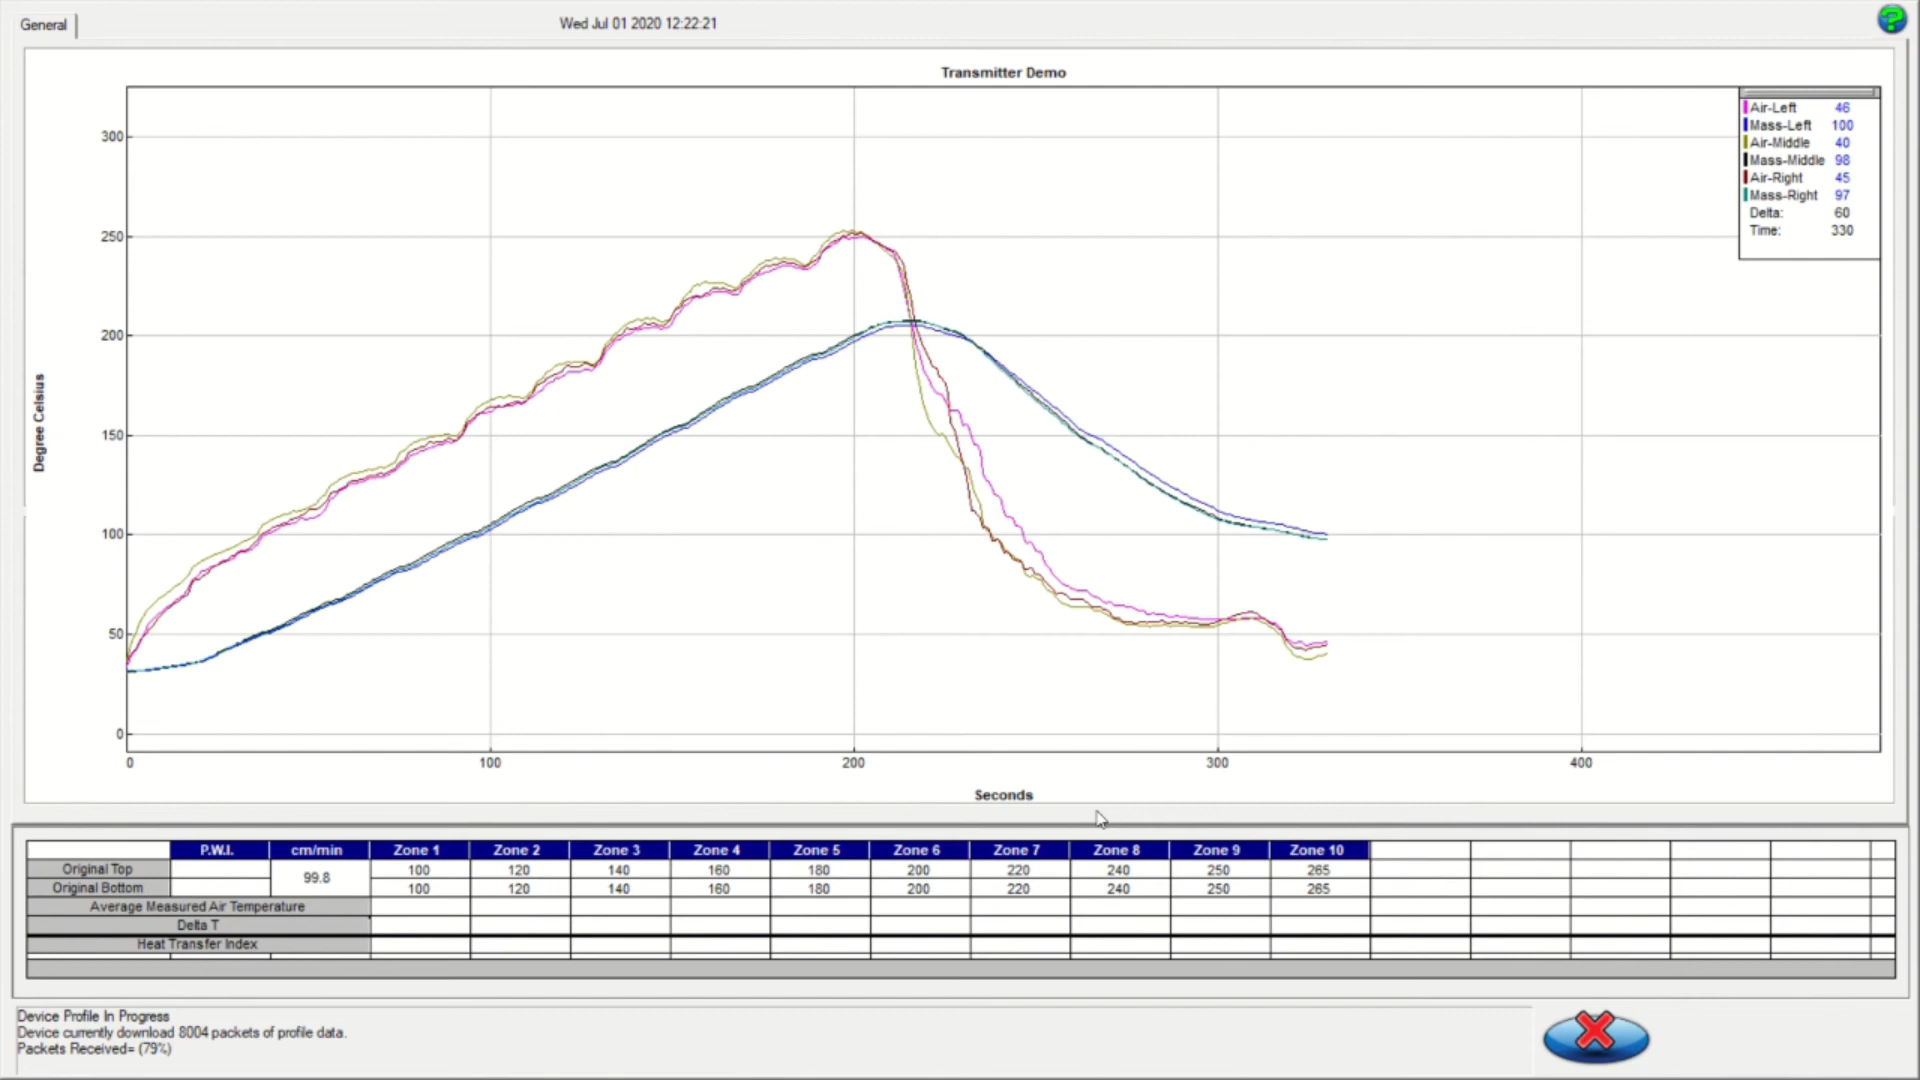 General
Wed Jul 01 2020 12:22:21
?
Transmitter Demo
Air-Left 46
Mass-Left 100
Air-Middle 40
Mass-Middle 98
Air-Right 45
Mass-Right 97
Delta: 60
Time: 330
Degree Celsius
300
250
200
150
100
50
0
0 100 200 300 400
Seconds
P.W.I. cm/min Zone 1 Zone 2 Zone 3 Zone 4 Zone 5 Zone 6 Zone 7 Zone 8 Zone 9 Zone 10
Original Top 99.8 100 120 140 160 180 200 220 240 250 265
Original Bottom 100 120 140 160 180 200 220 240 250 265
Average Measured Air Temperature
Delta T
Heat Transfer Index
Device Profile In Progress
Device currently download 8004 packets of profile data.
Packets Received= (79%)